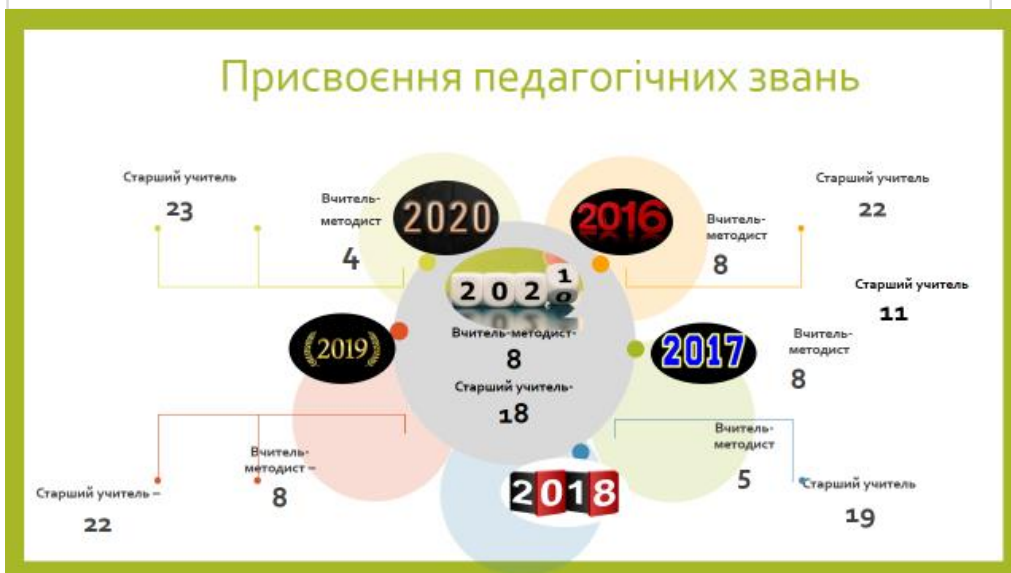 Присвоєння педагогічних звань
Старший учитель
23
Вчитель-
методист
4
2020
2016
Вчитель-
методист
8
Старший учитель
22
2021
0
Вчитель-методист-
8
Старший учитель-
18
2019
2017
Старший учитель
11
Вчитель-
методист
8
Вчитель-
методист –
8
Старший учитель –
22
2018
Вчитель-
методист
5
Старший учитель
19